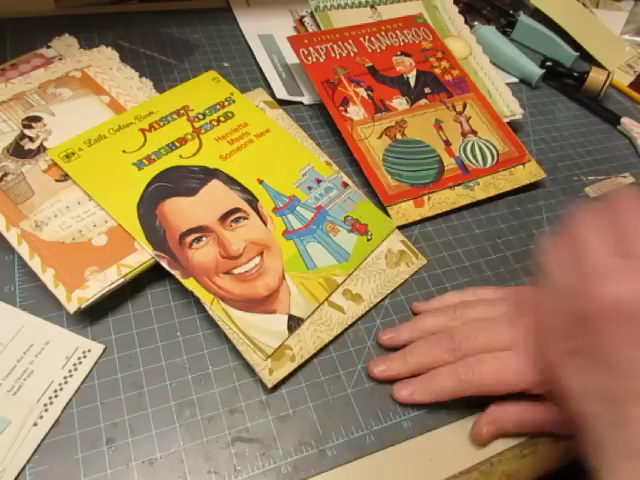 A LITTLE GOLDEN BOOK
CAPTAIN KANGAROO
a Little Golden Book
MISTER
ROGERS'
NEIGHBORHOOD
Henrietta
Meets
Someone New